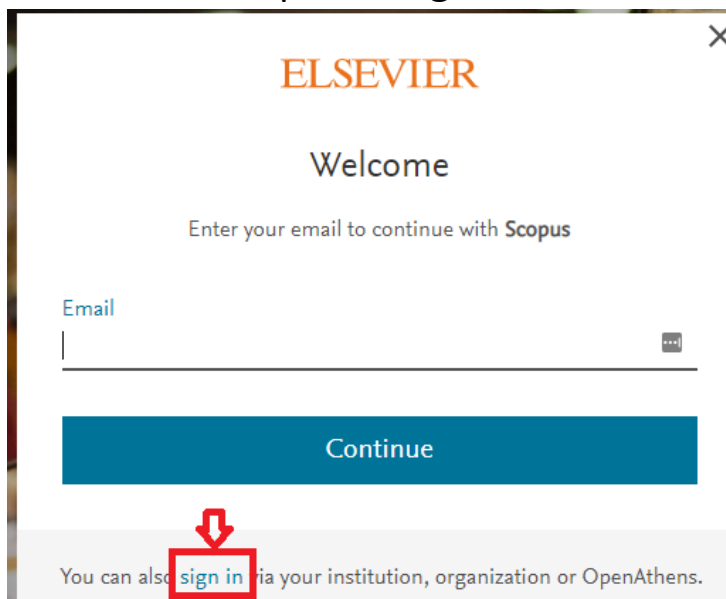 ELSEVIER
Welcome
Enter your email to continue with Scopus
Email
Continue
You can also sign in via your institution, organization or OpenAthens.